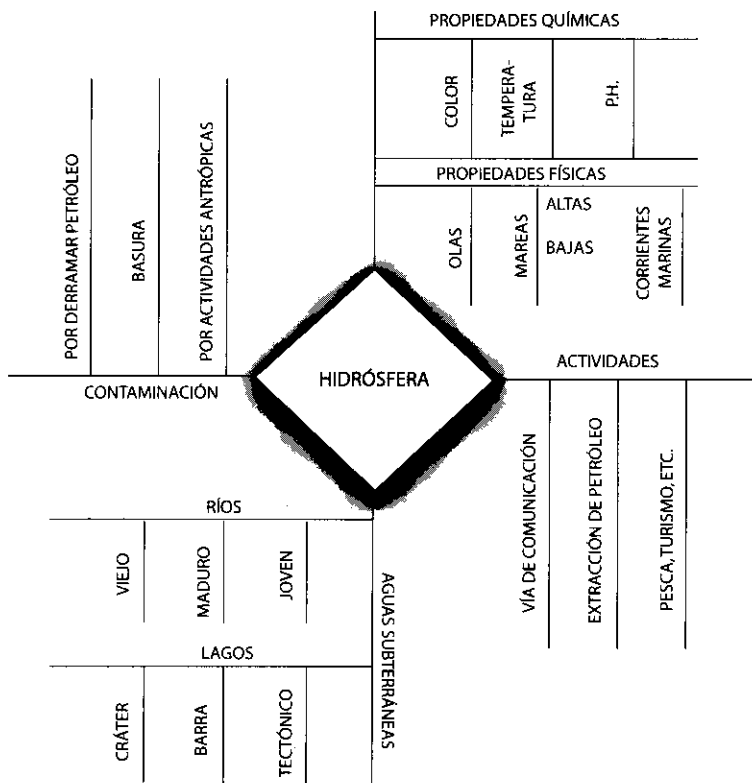 PROPIEDADES QUÍMICAS
COLOR
TEMPERA-
TURA
P.H.
PROPIEDADES FÍSICAS
OLAS
MAREAS
ALTAS
BAJAS
CORRIENTES
MARINAS
POR DERRAMAR PETRÓLEO
BASURA
POR ACTIVIDADES ANTRÓPICAS
CONTAMINACIÓN
HIDRÓSFERA
ACTIVIDADES
VÍA DE COMUNICACIÓN
EXTRACCIÓN DE PETRÓLEO
PESCA, TURISMO, ETC.
RÍOS
VIEJO
MADURO
JOVEN
LAGOS
CRÁTER
BARRA
TECTÓNICO
AGUAS SUBTERRÁNEAS